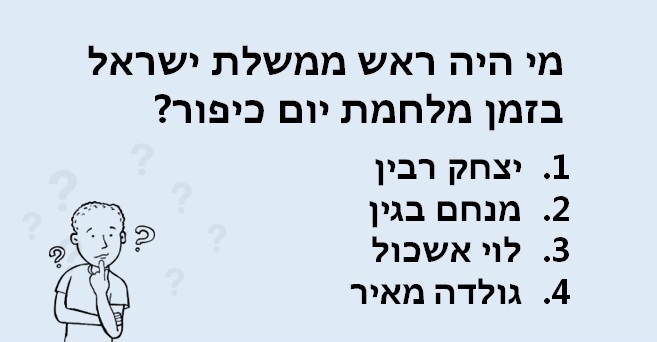 מי היה ראש ממשלת ישראל
בזמן מלחמת יום כיפור?
1. יצחק רבין
2. מנחם בגין
3. לוי אשכול
4. גולדה מאיר